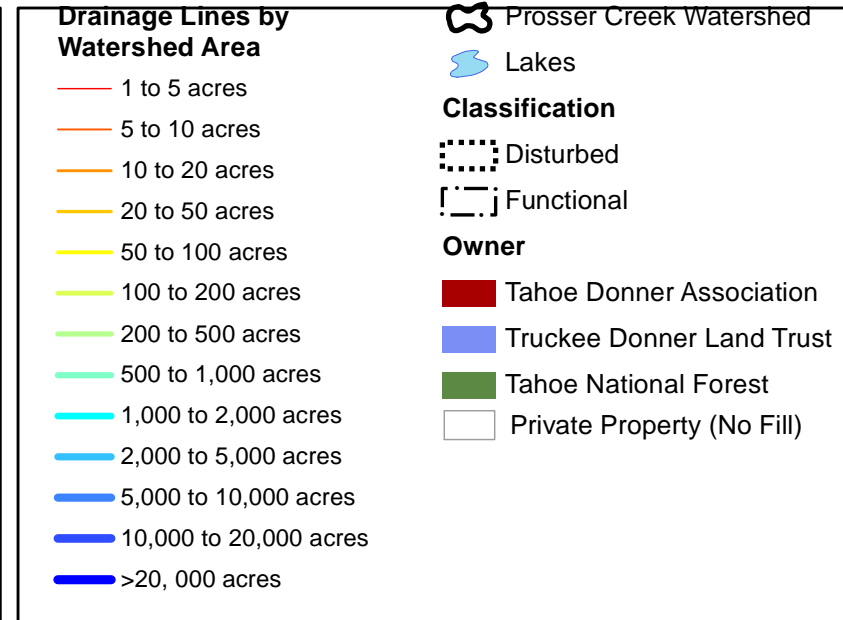 Drainage Lines by
Watershed Area
1 to 5 acres
5 to 10 acres
10 to 20 acres
20 to 50 acres
50 to 100 acres
100 to 200 acres
200 to 500 acres
500 to 1,000 acres
1,000 to 2,000 acres
2,000 to 5,000 acres
5,000 to 10,000 acres
10,000 to 20,000 acres
>20, 000 acres
Prosser Creek Watershed
Lakes
Classification
Disturbed
Functional
Owner
Tahoe Donner Association
Truckee Donner Land Trust
Tahoe National Forest
Private Property (No Fill)